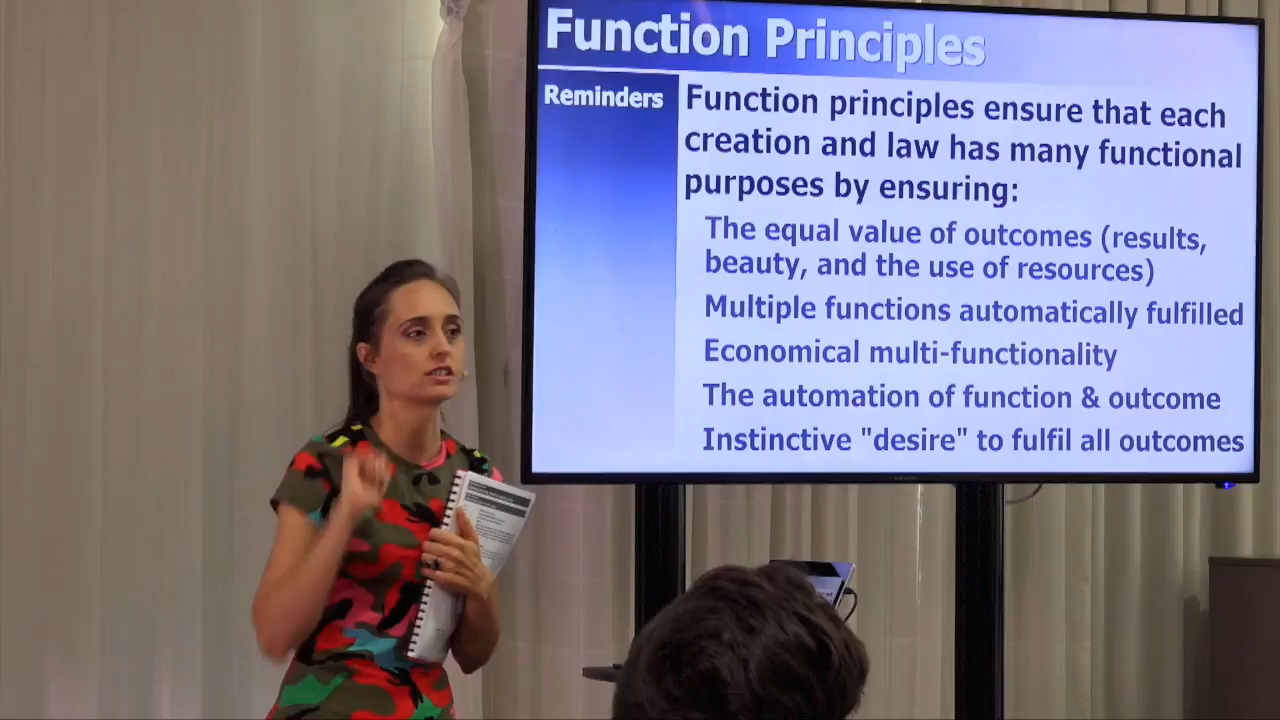 Function Principles
Reminders
Function principles ensure that each
creation and law has many functional
purposes by ensuring:
The equal value of outcomes (results,
beauty, and the use of resources)
Multiple functions automatically fulfilled
Economical multi-functionality
The automation of function & outcome
Instinctive "desire" to fulfil all outcomes